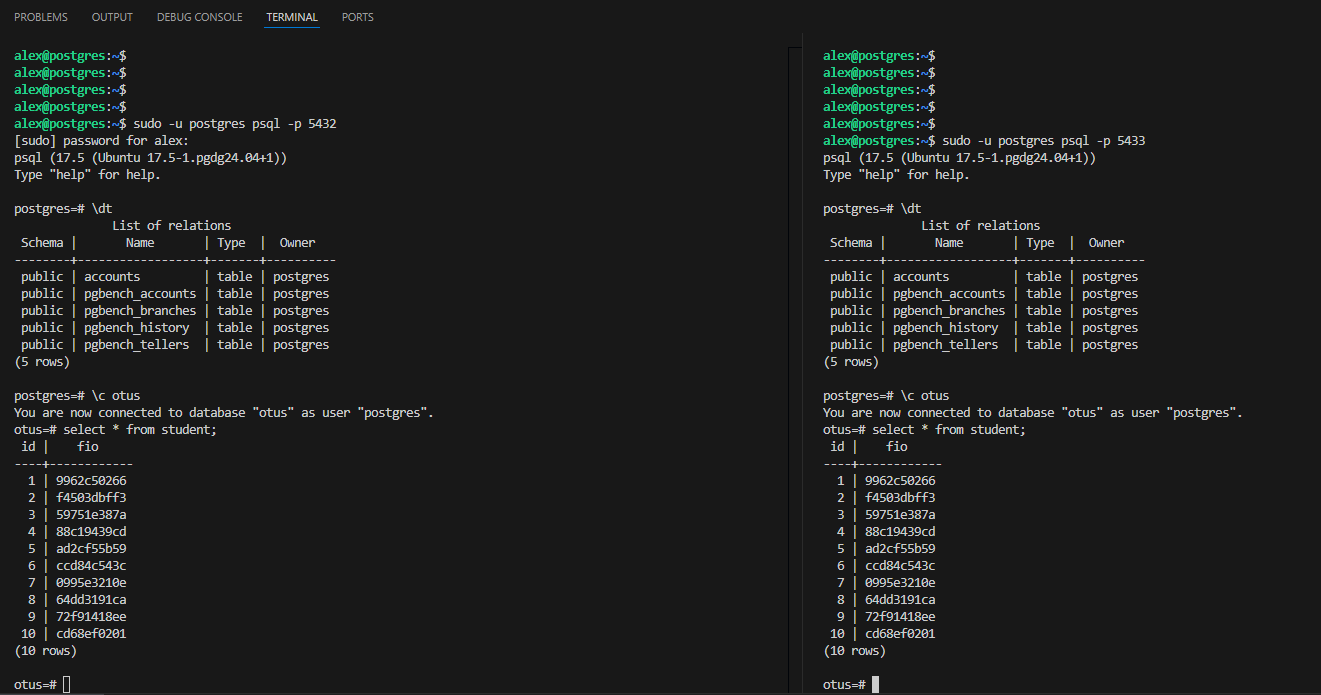 PROBLEMS OUTPUT DEBUG CONSOLE TERMINAL PORTS
alex@postgres:~$
alex@postgres:~$
alex@postgres:~$
alex@postgres:~$
alex@postgres:~$ sudo -u postgres psql -p 5432
[sudo] password for alex:
psql (17.5 (Ubuntu 17.5-1.pgdg24.04+1))
Type "help" for help.
postgres=# \dt
List of relations
Schema | Name | Type | Owner
--------+------------------+-------+----------
public | accounts | table | postgres
public | pgbench_accounts | table | postgres
public | pgbench_branches | table | postgres
public | pgbench_history | table | postgres
public | pgbench_tellers | table | postgres
(5 rows)
postgres=# \c otus
You are now connected to database "otus" as user "postgres".
otus=# select * from student;
id | fio
----+------------
1 | 9962c50266
2 | f4503dbff3
3 | 59751e387a
4 | 88c19439cd
5 | ad2cf55b59
6 | ccd84c543c
7 | 0995e3210e
8 | 64dd3191ca
9 | 72f91418ee
10 | cd68ef0201
(10 rows)
otus=#
alex@postgres:~$
alex@postgres:~$
alex@postgres:~$
alex@postgres:~$
alex@postgres:~$
alex@postgres:~$ sudo -u postgres psql -p 5433
psql (17.5 (Ubuntu 17.5-1.pgdg24.04+1))
Type "help" for help.
postgres=# \dt
List of relations
Schema | Name | Type | Owner
--------+------------------+-------+----------
public | accounts | table | postgres
public | pgbench_accounts | table | postgres
public | pgbench_branches | table | postgres
public | pgbench_history | table | postgres
public | pgbench_tellers | table | postgres
(5 rows)
postgres=# \c otus
You are now connected to database "otus" as user "postgres".
otus=# select * from student;
id | fio
----+------------
1 | 9962c50266
2 | f4503dbff3
3 | 59751e387a
4 | 88c19439cd
5 | ad2cf55b59
6 | ccd84c543c
7 | 0995e3210e
8 | 64dd3191ca
9 | 72f91418ee
10 | cd68ef0201
(10 rows)
otus=#